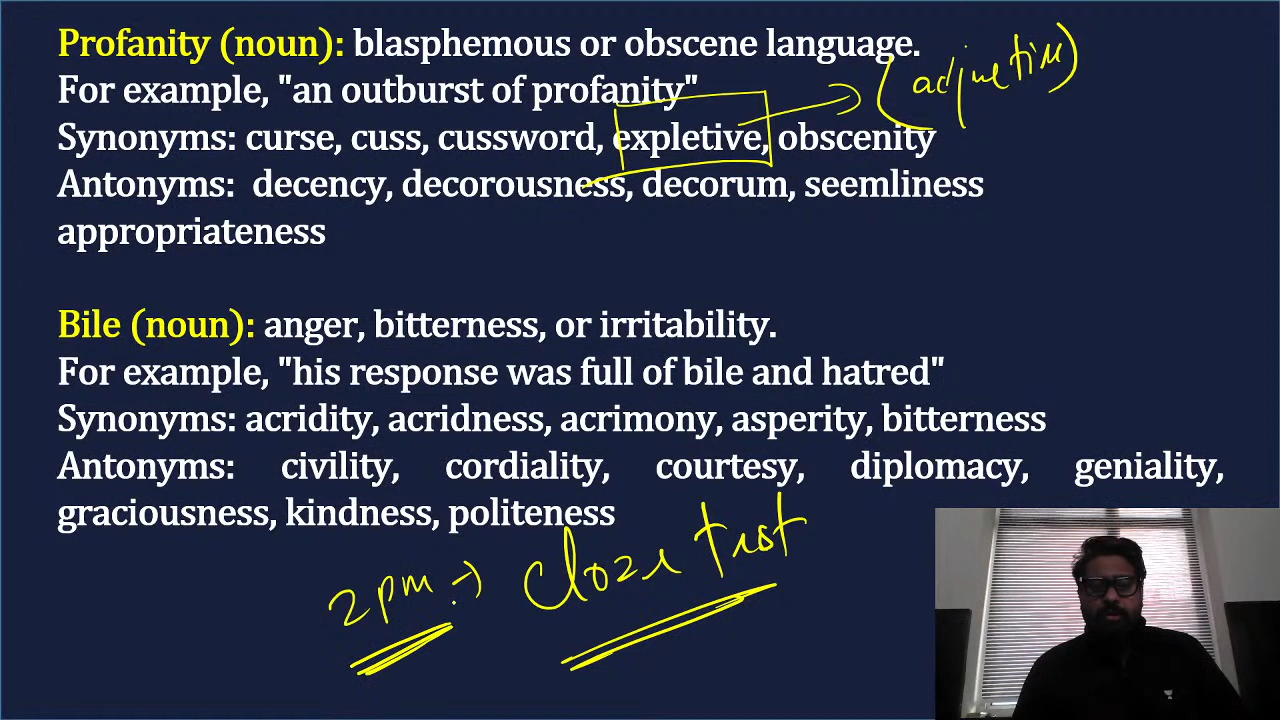 Profanity (noun): blasphemous or obscene language.
(adjective)
For example, "an outburst of profanity"
Synonyms: curse, cuss, cussword, expletive, obscenity
Antonyms: decency, decorousness, decorum, seemliness
appropriateness
Bile (noun): anger, bitterness, or irritability.
For example, "his response was full of bile and hatred"
Synonyms: acridity, acridness, acrimony, asperity, bitterness
Antonyms: civility, cordiality, courtesy, diplomacy, geniality,
graciousness, kindness, politeness
2 pm → Cloze test